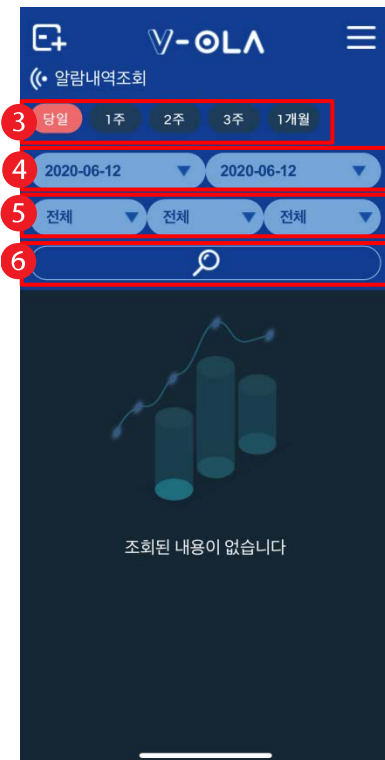 V-OLA
알람내역조회
3 당일 1주 2주 3주 1개월
4 2020-06-12 2020-06-12
5 전체 전체 전체
6
조회된 내용이 없습니다